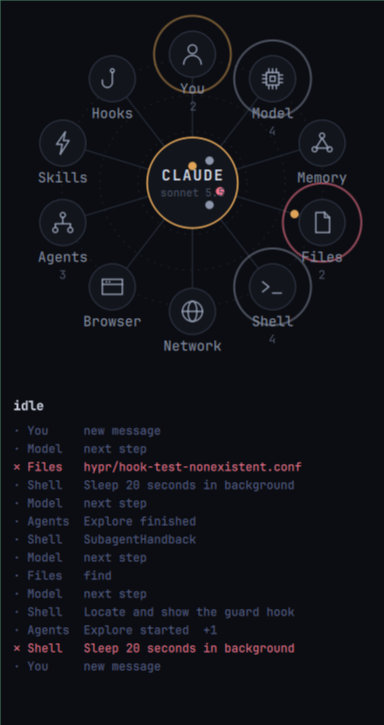 You
2
Hooks
Model
4
Skills
CLAUDE
sonnet 5
Memory
Agents
3
Files
2
Browser
Shell
4
Network
idle
· You new message
· Model next step
× Files hypr/hook-test-nonexistent.conf
· Shell Sleep 20 seconds in background
· Model next step
· Agents Explore finished
· Shell SubagentHandback
· Model next step
· Files find
· Model next step
· Shell Locate and show the guard hook
· Agents Explore started +1
× Shell Sleep 20 seconds in background
· You new message